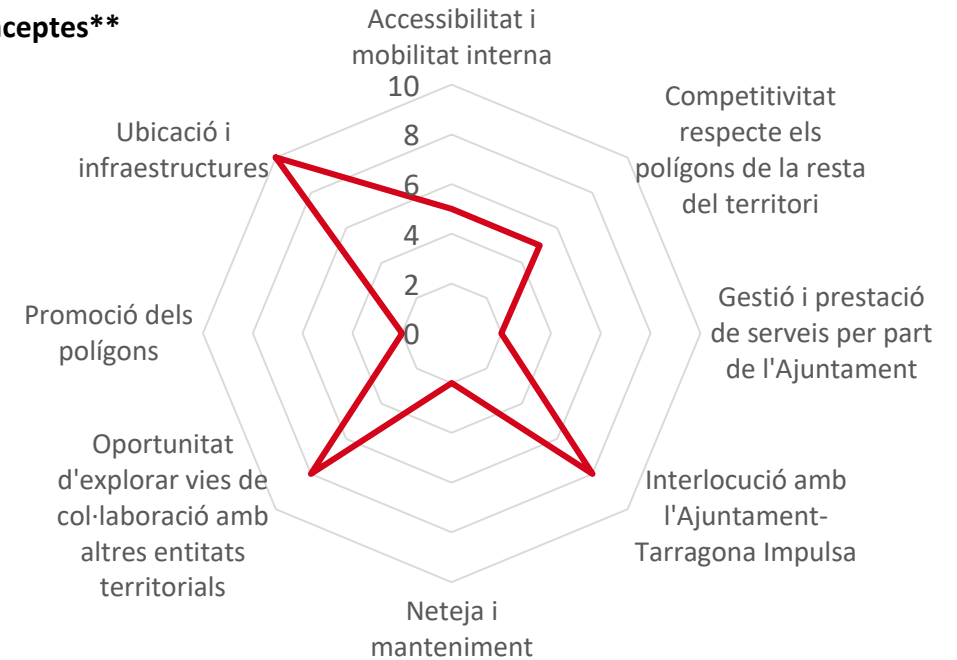 ceptes**
Accessibilitat i
mobilitat interna
10
8
6
4
2
0
Competitivitat
respecte els
polígons de la resta
del territori
Gestió i prestació
de serveis per part
de l'Ajuntament
Interlocució amb
l'Ajuntament-
Tarragona Impulsa
Neteja i
manteniment
Oportunitat
d'explorar vies de
col·laboració amb
altres entitats
territorials
Promoció dels
polígons
Ubicació i
infraestructures